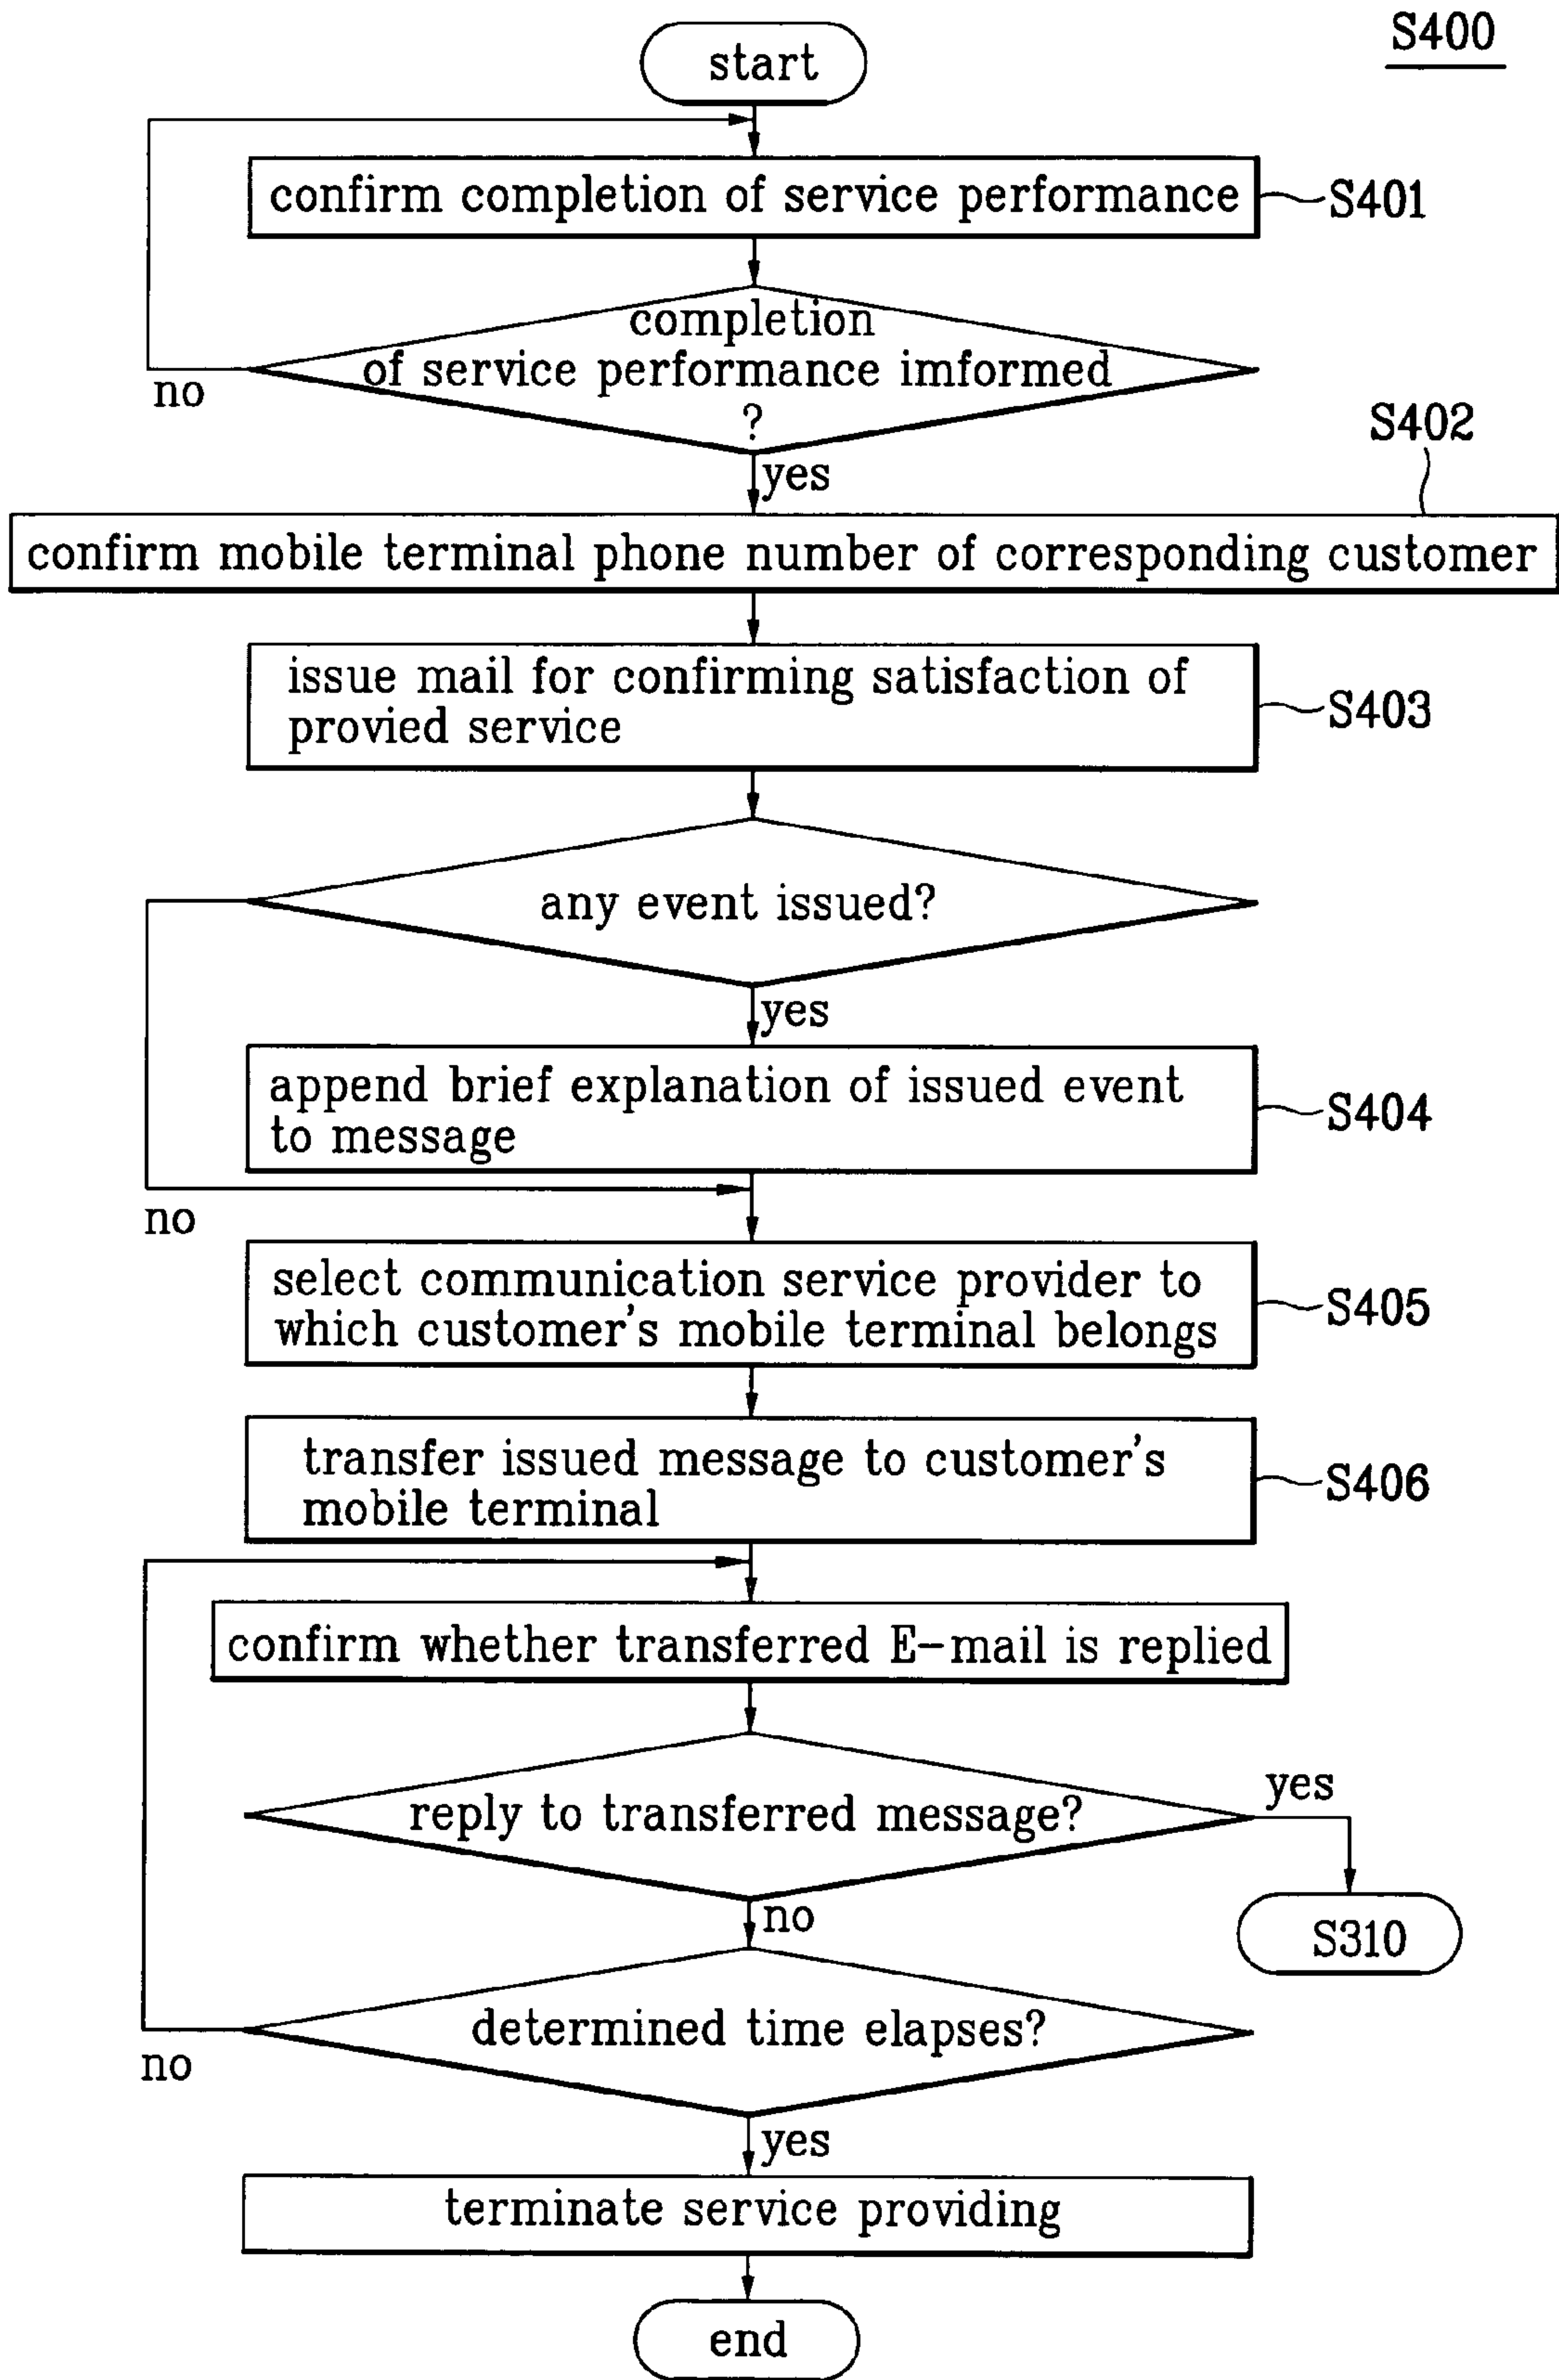 S400
start
confirm completion of service performance
S401
completion
of service performance imformed
?
no
yes
S402
confirm mobile terminal phone number of corresponding customer
issue mail for confirming satisfaction of
provied service
S403
any event issued?
yes
append brief explanation of issued event
to message
S404
no
select communication service provider to
which customer's mobile terminal belongs
S405
transfer issued message to customer's
mobile terminal
S406
confirm whether transferred E-mail is replied
reply to transferred message?
yes
S310
no
determined time elapses?
no
yes
terminate service providing
end